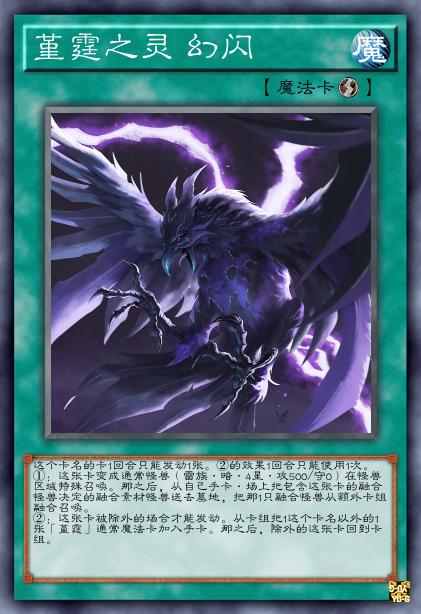 堇霆之灵 幻闪
魔
【魔法卡】
这个卡名的卡1回合只能发动1张。②的效果1回合只能使用1次。
①：这张卡变成通常怪兽（雷族·暗·4星·攻500/守0）在怪兽
区域特殊召唤。那之后，从自己手卡·场上把包含这张卡的融合
怪兽决定的融合素材怪兽送去墓地，把那1只融合怪兽从额外卡组
融合召唤。
②：这张卡被除外的场合才能发动。从卡组把1这个卡名以外的1
张「堇霆」通常魔法卡加入手卡。那之后，除外的这张卡回到卡
组。